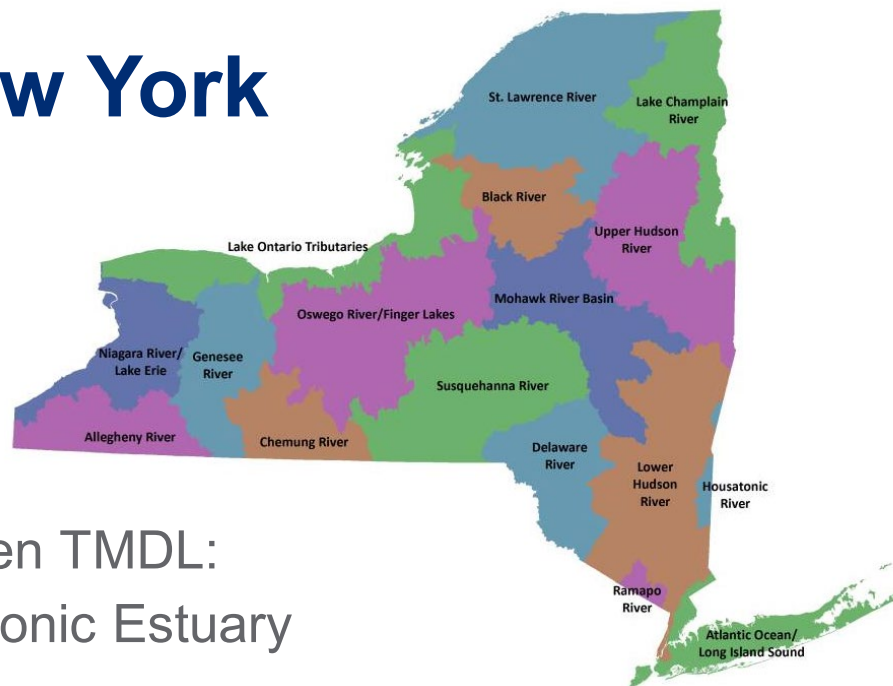 w York
St. Lawrence River
Lake Champlain
River
Black River
Upper Hudson
River
Lake Ontario Tributaries
Mohawk River Basin
Oswego River/Finger Lakes
Niagara River/
Lake Erie
Genesee
River
Susquehanna River
Allegheny River
Chemung River
Delaware
River
Lower
Hudson
River
Housatonic
River
en TMDL:
onic Estuary
Ramapo
River
Atlantic Ocean/
Long Island Sound